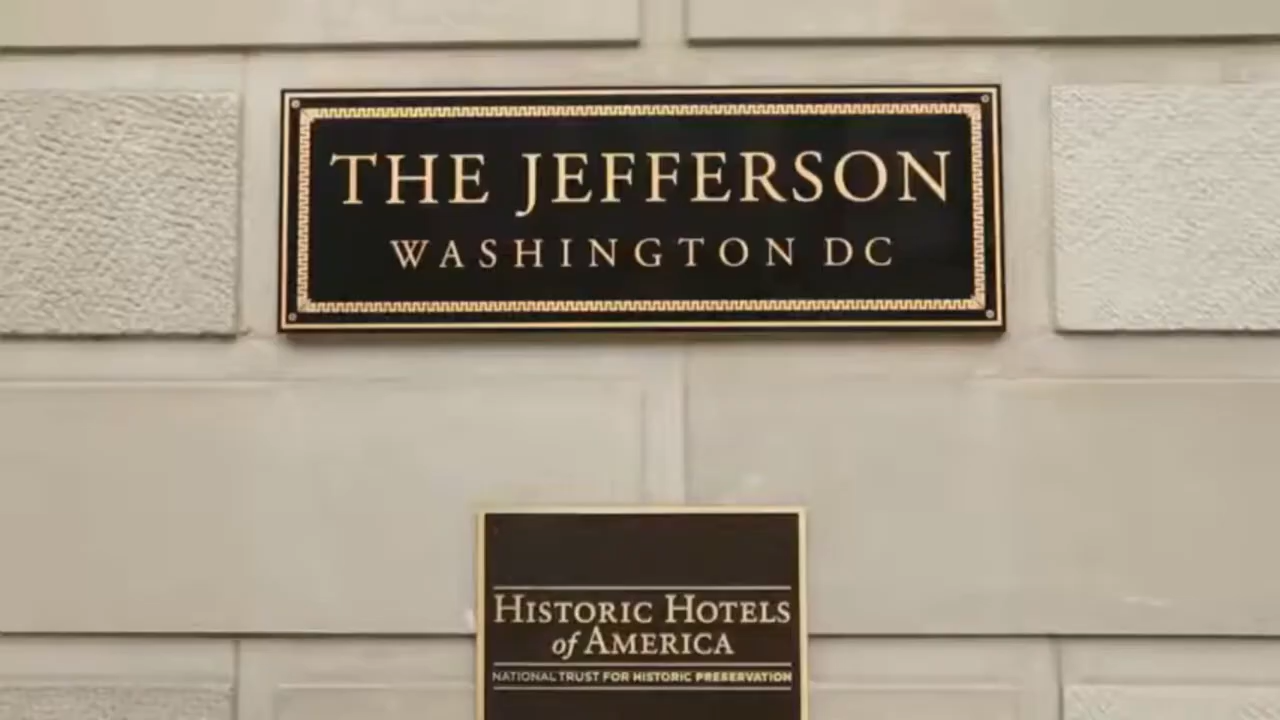 THE JEFFERSON
WASHINGTON DC
HISTORIC HOTELS
of AMERICA
NATIONAL TRUST FOR HISTORIC PRESERVATION